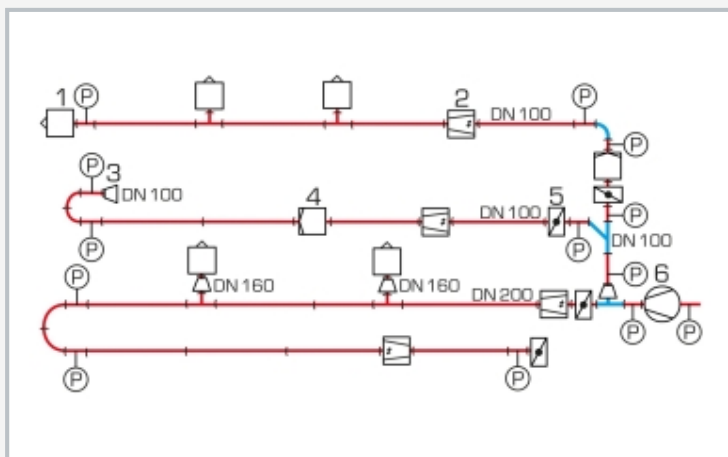 1 P 2 DN 100 P
P
P 3 DN 100
4 DN 100 5 P
P DN 100
P
P 6
DN 160 DN 160
P DN 200 P P
P P